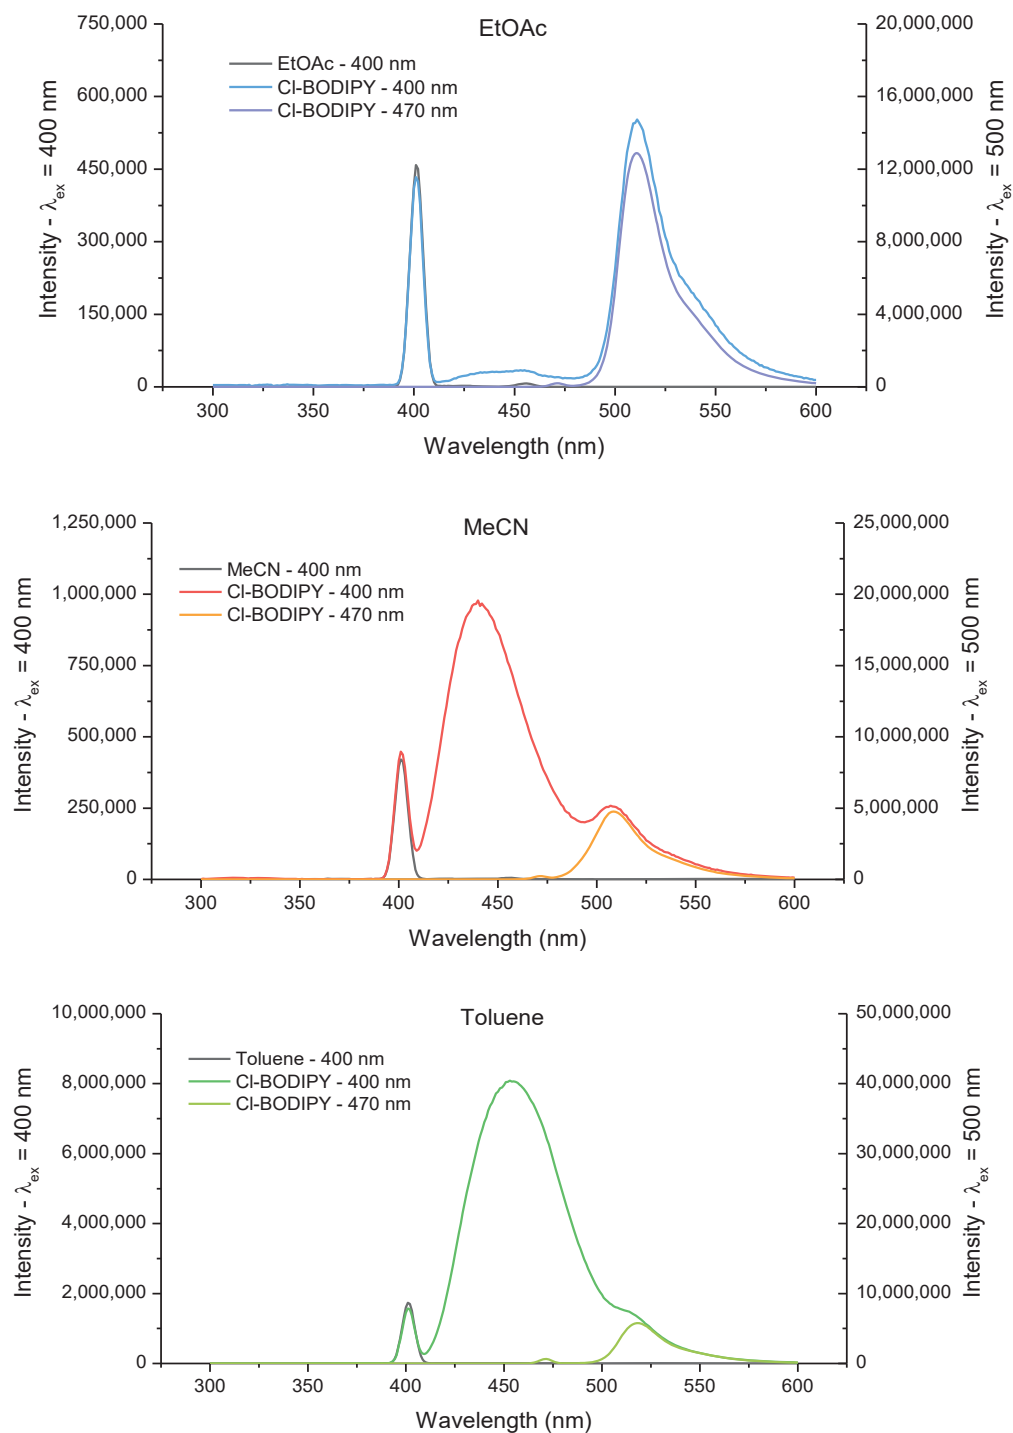 EtOAc
EtOAc - 400 nm
Cl-BODIPY - 400 nm
Cl-BODIPY - 470 nm
Intensity - λex = 400 nm
750,000
600,000
450,000
300,000
150,000
0
20,000,000
16,000,000
12,000,000
8,000,000
4,000,000
0
Intensity - λex = 500 nm
300 350 400 450 500 550 600
Wavelength (nm)
MeCN
MeCN - 400 nm
Cl-BODIPY - 400 nm
Cl-BODIPY - 470 nm
Intensity - λex = 400 nm
1,250,000
1,000,000
750,000
500,000
250,000
0
25,000,000
20,000,000
15,000,000
10,000,000
5,000,000
0
Intensity - λex = 500 nm
300 350 400 450 500 550 600
Wavelength (nm)
Toluene
Toluene - 400 nm
Cl-BODIPY - 400 nm
Cl-BODIPY - 470 nm
Intensity - λex = 400 nm
10,000,000
8,000,000
6,000,000
4,000,000
2,000,000
0
50,000,000
40,000,000
30,000,000
20,000,000
10,000,000
0
Intensity - λex = 500 nm
300 350 400 450 500 550 600
Wavelength (nm)